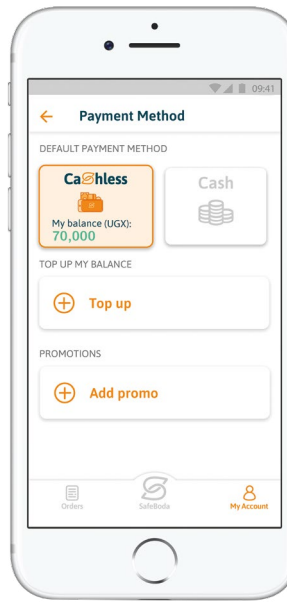 09:41
Payment Method
DEFAULT PAYMENT METHOD
Cashless
My balance (UGX):
70,000
Cash
TOP UP MY BALANCE
Top up
PROMOTIONS
Add promo
Orders
SafeBoda
My Account